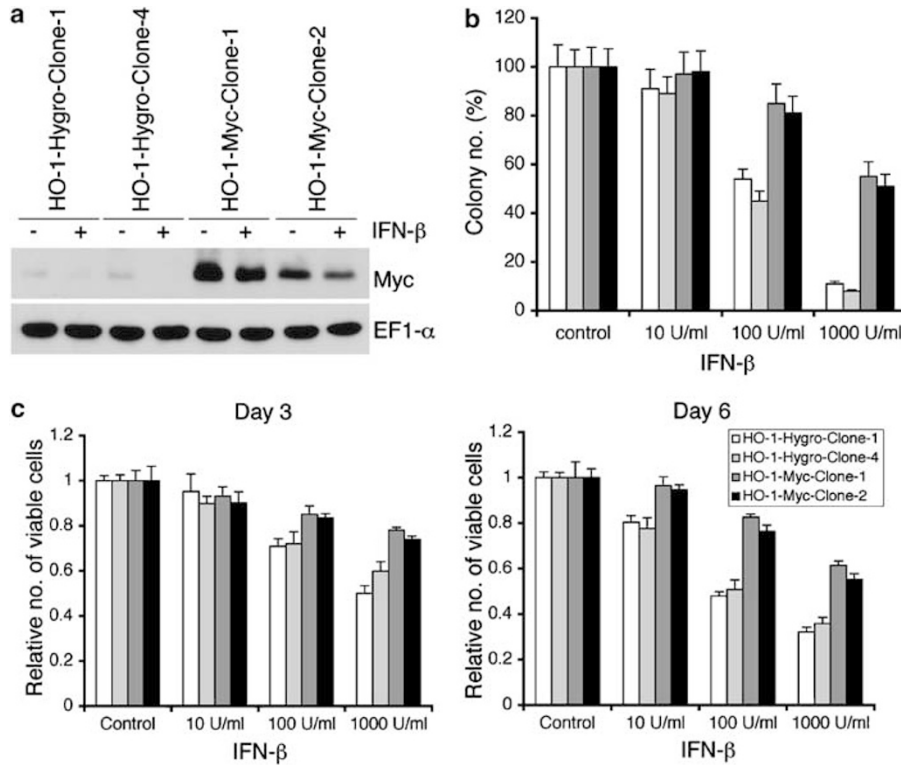 a
HO-1-Hygro-Clone-1
HO-1-Hygro-Clone-4
HO-1-Myc-Clone-1
HO-1-Myc-Clone-2
- + - + - + - + IFN-β
Myc
EF1-α
b
Colony no. (%)
120
100
80
60
40
20
0
control 10 U/ml 100 U/ml 1000 U/ml
IFN-β
c
Day 3
Relative no. of viable cells
1.2
1
0.8
0.6
0.4
0.2
0
Control 10 U/ml 100 U/ml 1000 U/ml
IFN-β
Day 6
Relative no. of viable cells
1.2
1
0.8
0.6
0.4
0.2
0
HO-1-Hygro-Clone-1
HO-1-Hygro-Clone-4
HO-1-Myc-Clone-1
HO-1-Myc-Clone-2
Control 10 U/ml 100 U/ml 1000 U/ml
IFN-β